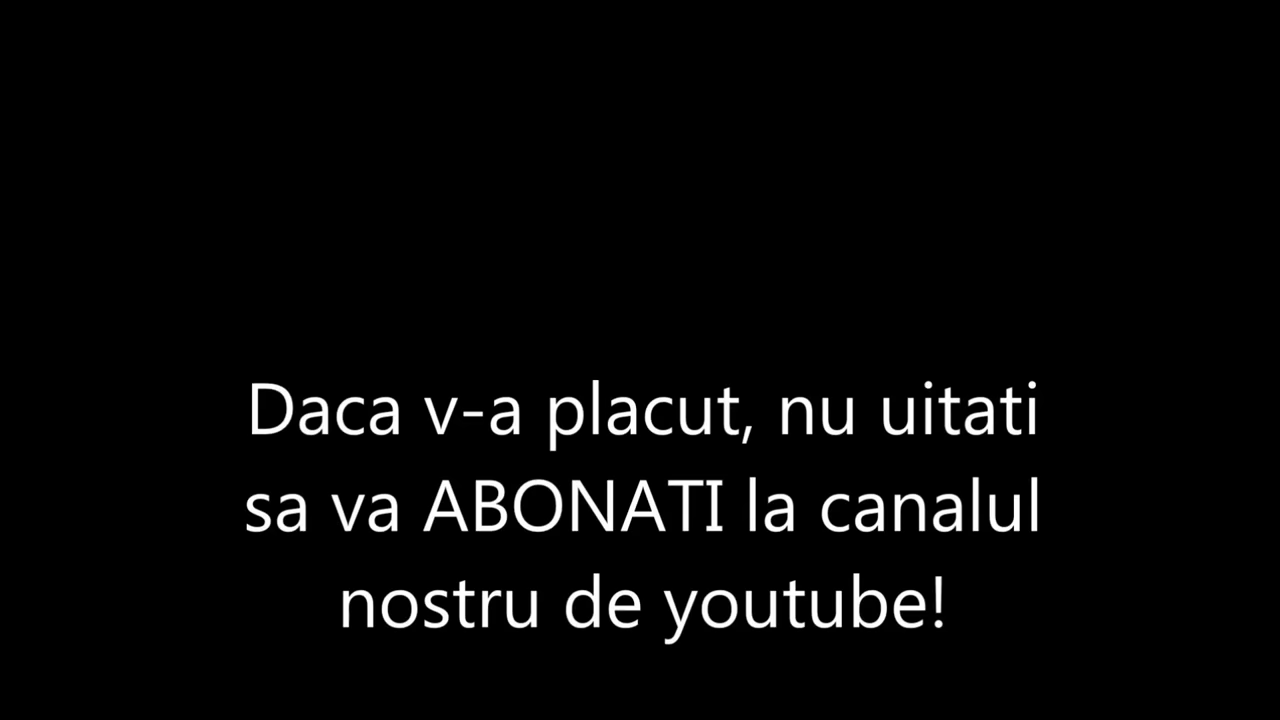 Daca v-a placut, nu uitati
sa va ABONATI la canalul
nostru de youtube!